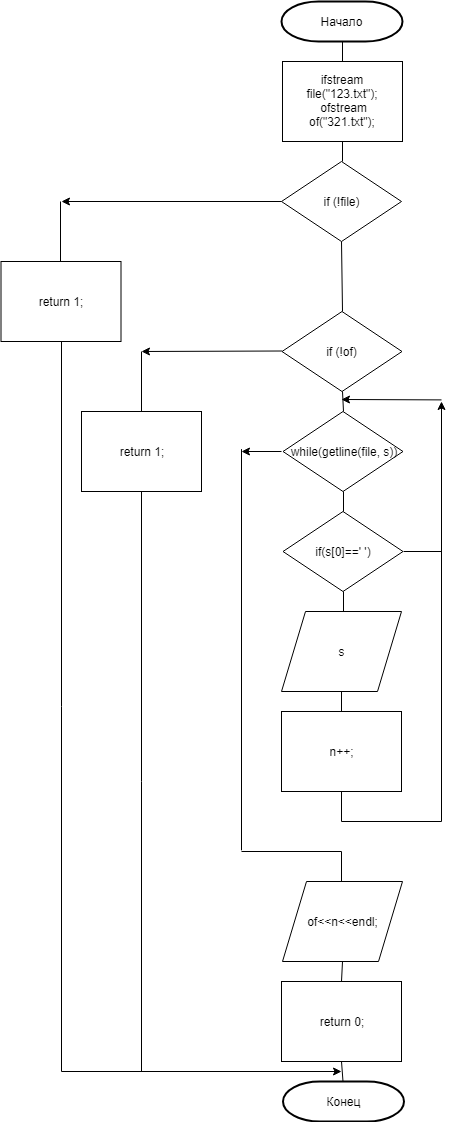 Начало
ifstream
file("123.txt");
ofstream
of("321.txt");
if (!file)
return 1;
if (!of)
return 1;
while(getline(file, s))
if(s[0]==' ')
s
n++;
of<<n<<endl;
return 0;
Конец